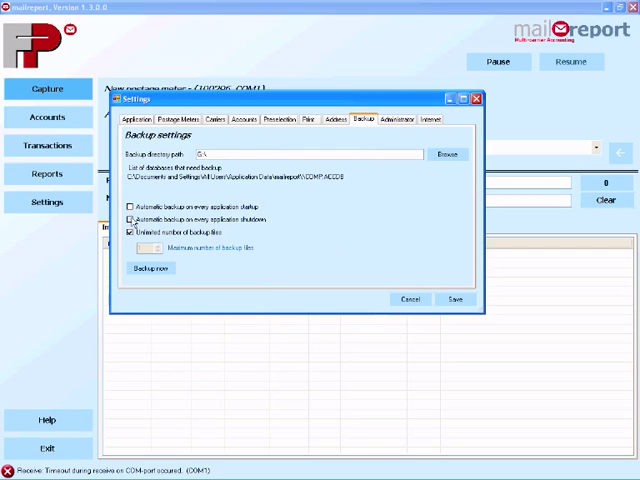 mailreport, Version 1.3.0.0
FP
mailreport
Multicarrier Accounting
Pause
Resume
Capture
Accounts
Transactions
Reports
Settings
Help
Exit
New postage meter - (100296, COM1)
Settings
Application
Postage Meters
Carriers
Accounts
Preselection
Print
Address
Backup
Administrator
Internet
Backup settings
Backup directory path
G:\
Browse
List of databases that need backup
C:\Documents and Settings\All Users\Application Data\mailreport\\COMP.ACCDB
Automatic backup on every application startup
Automatic backup on every application shutdown
Unlimited number of backup files
Maximum number of backup files
Backup now
Cancel
Save
0
Clear
Receive: Timeout during receive on COM-port occured. (COM1)